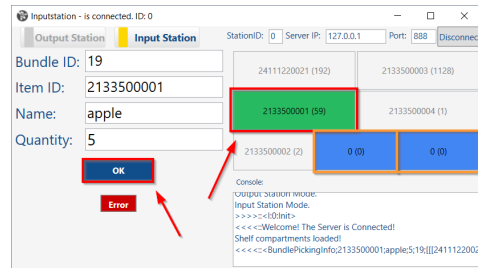 Inputstation - is connected. ID: 0
Output Station
Input Station
StationID: 0 Server IP: 127.0.0.1 Port: 888 Disconnec
Bundle ID: 19
Item ID: 2133500001
Name: apple
Quantity: 5
OK
Error
24111220021 (192)
2133500003 (1128)
2133500001 (59)
2133500004 (1)
2133500002 (2)
0 (0)
0 (0)
Console:
Output Station Mode.
Input Station Mode.
>>>>:<I:0:Init>
<<<<:Welcome! The Server is Connected!
Shelf compartments loaded!
<<<<:<BundlePickingInfo;2133500001;apple;5;19;[[[2411122002